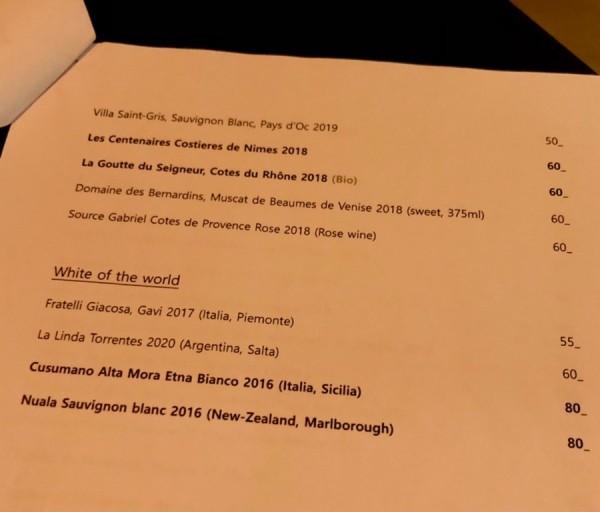 Villa Saint-Gris, Sauvignon Blanc, Pays d'Oc 2019 50_
Les Centenaires Costieres de Nimes 2018 60_
La Goutte du Seigneur, Cotes du Rhône 2018 (Bio) 60_
Domaine des Bernardins, Muscat de Beaumes de Venise 2018 (sweet, 375ml) 60_
Source Gabriel Cotes de Provence Rose 2018 (Rose wine) 60_
White of the world
Fratelli Giacosa, Gavi 2017 (Italia, Piemonte) 55_
La Linda Torrentes 2020 (Argentina, Salta) 60_
Cusumano Alta Mora Etna Bianco 2016 (Italia, Sicilia) 80_
Nuala Sauvignon blanc 2016 (New-Zealand, Marlborough) 80_